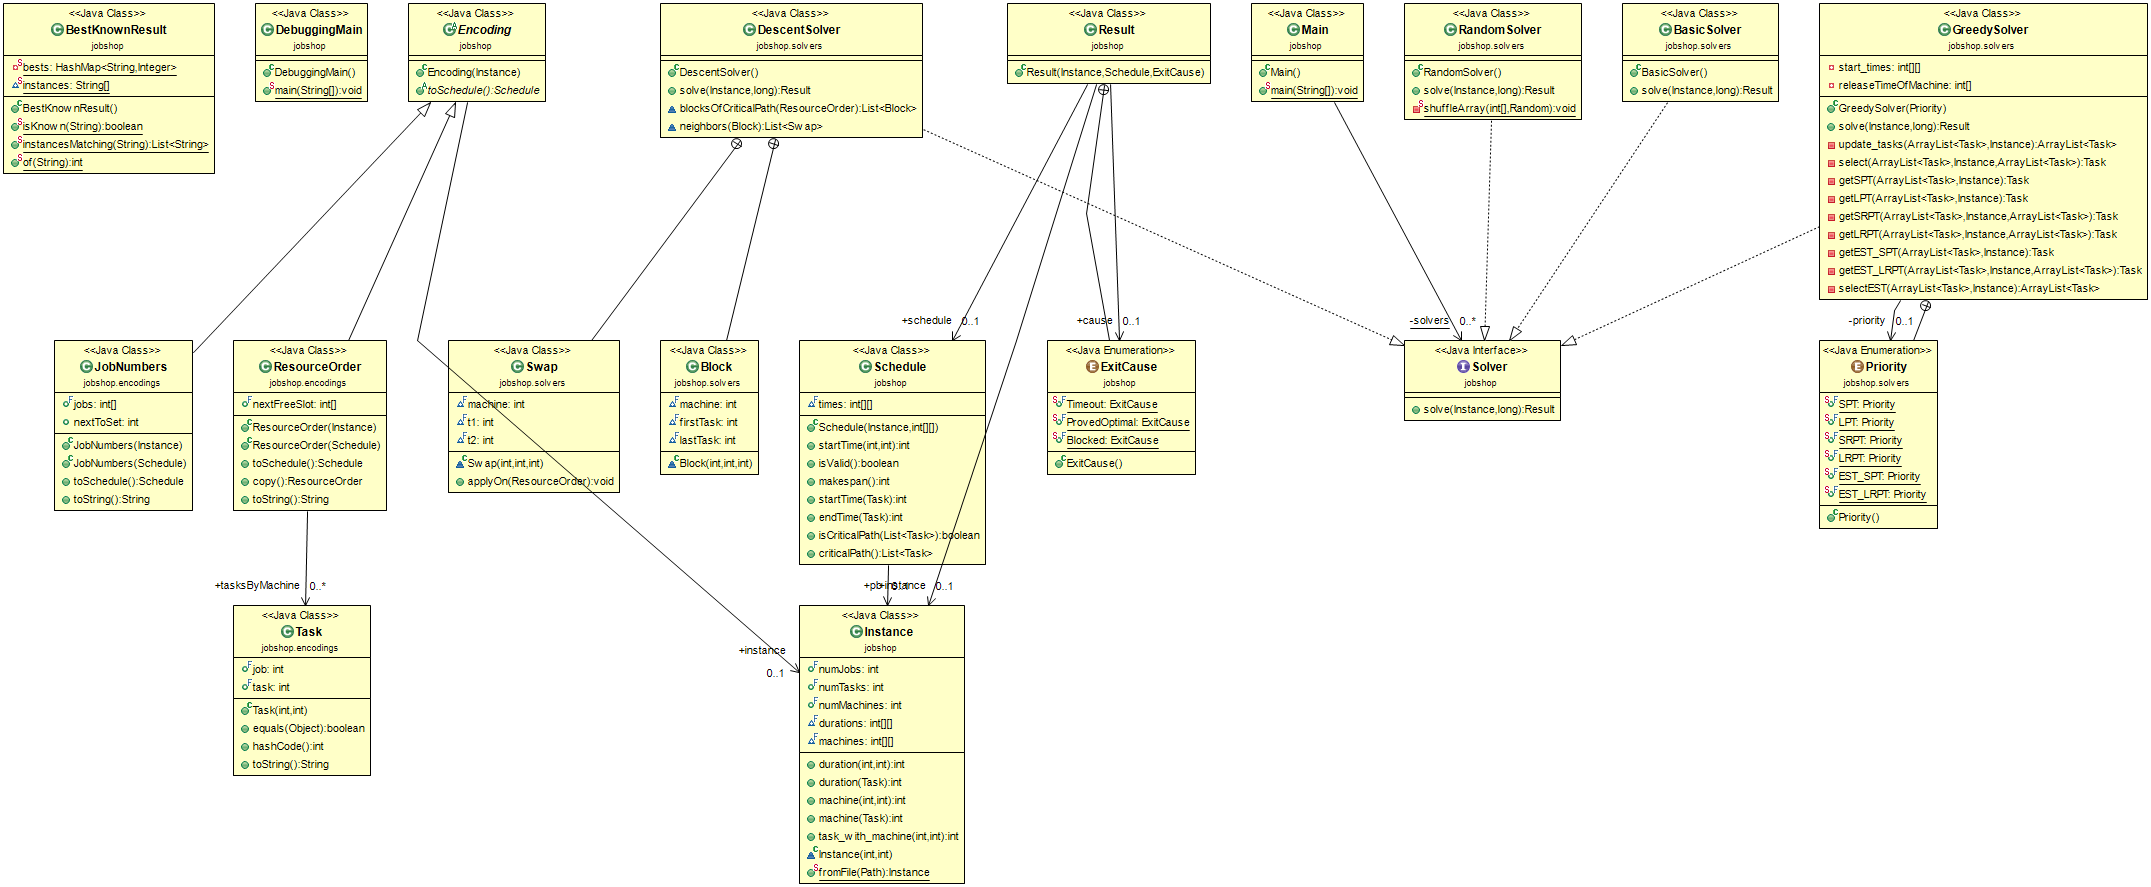 <<Java Class>>
BestKnownResult
jobshop
bests: HashMap<String,Integer>
instances: String[]
BestKnownResult()
isKnown(String):boolean
instancesMatching(String):List<String>
of(String):int
<<Java Class>>
DebuggingMain
jobshop
DebuggingMain()
main(String[]):void
<<Java Class>>
Encoding
jobshop
Encoding(Instance)
toSchedule():Schedule
<<Java Class>>
DescentSolver
jobshop.solvers
DescentSolver()
solve(Instance,long):Result
blocksOfCriticalPath(ResourceOrder):List<Block>
neighbors(Block):List<Swap>
<<Java Class>>
Result
jobshop
Result(Instance,Schedule,ExitCause)
<<Java Class>>
Main
jobshop
Main()
main(String[]):void
<<Java Class>>
RandomSolver
jobshop.solvers
RandomSolver()
solve(Instance,long):Result
shuffleArray(int[],Random):void
<<Java Class>>
BasicSolver
jobshop.solvers
BasicSolver()
solve(Instance,long):Result
<<Java Class>>
GreedySolver
jobshop.solvers
start_times: int[][]
releaseTimeOfMachine: int[]
GreedySolver(Priority)
solve(Instance,long):Result
update_tasks(ArrayList<Task>,Instance):ArrayList<Task>
select(ArrayList<Task>,Instance,ArrayList<Task>):Task
getSPT(ArrayList<Task>,Instance):Task
getLPT(ArrayList<Task>,Instance):Task
getSRPT(ArrayList<Task>,Instance,ArrayList<Task>):Task
getLRPT(ArrayList<Task>,Instance,ArrayList<Task>):Task
getEST_SPT(ArrayList<Task>,Instance):Task
getEST_LRPT(ArrayList<Task>,Instance,ArrayList<Task>):Task
selectEST(ArrayList<Task>,Instance):ArrayList<Task>
+schedule 0..1
+cause 0..1
-solvers 0..*
-priority 0..1
<<Java Class>>
JobNumbers
jobshop.encodings
jobs: int[]
nextToSet: int
JobNumbers(Instance)
JobNumbers(Schedule)
toSchedule():Schedule
toString():String
<<Java Class>>
ResourceOrder
jobshop.encodings
nextFreeSlot: int[]
ResourceOrder(Instance)
ResourceOrder(Schedule)
toSchedule():Schedule
copy():ResourceOrder
toString():String
<<Java Class>>
Swap
jobshop.solvers
machine: int
t1: int
t2: int
Swap(int,int,int)
applyOn(ResourceOrder):void
<<Java Class>>
Block
jobshop.solvers
machine: int
firstTask: int
lastTask: int
Block(int,int,int)
<<Java Class>>
Schedule
jobshop
times: int[][]
Schedule(Instance,int[][])
startTime(int,int):int
isValid():boolean
makespan():int
startTime(Task):int
endTime(Task):int
isCriticalPath(List<Task>):boolean
criticalPath():List<Task>
<<Java Enumeration>>
ExitCause
jobshop
Timeout: ExitCause
ProvedOptimal: ExitCause
Blocked: ExitCause
ExitCause()
<<Java Interface>>
Solver
jobshop
solve(Instance,long):Result
<<Java Enumeration>>
Priority
jobshop.solvers
SPT: Priority
LPT: Priority
SRPT: Priority
LRPT: Priority
EST_SPT: Priority
EST_LRPT: Priority
Priority()
+tasksByMachine 0..*
+pb 0..1
+instance 0..1
<<Java Class>>
Task
jobshop.encodings
job: int
task: int
Task(int,int)
equals(Object):boolean
hashCode():int
toString():String
+instance
0..1
<<Java Class>>
Instance
jobshop
numJobs: int
numTasks: int
numMachines: int
durations: int[][]
machines: int[][]
duration(int,int):int
duration(Task):int
machine(int,int):int
machine(Task):int
task_with_machine(int,int):int
Instance(int,int)
fromFile(Path):Instance